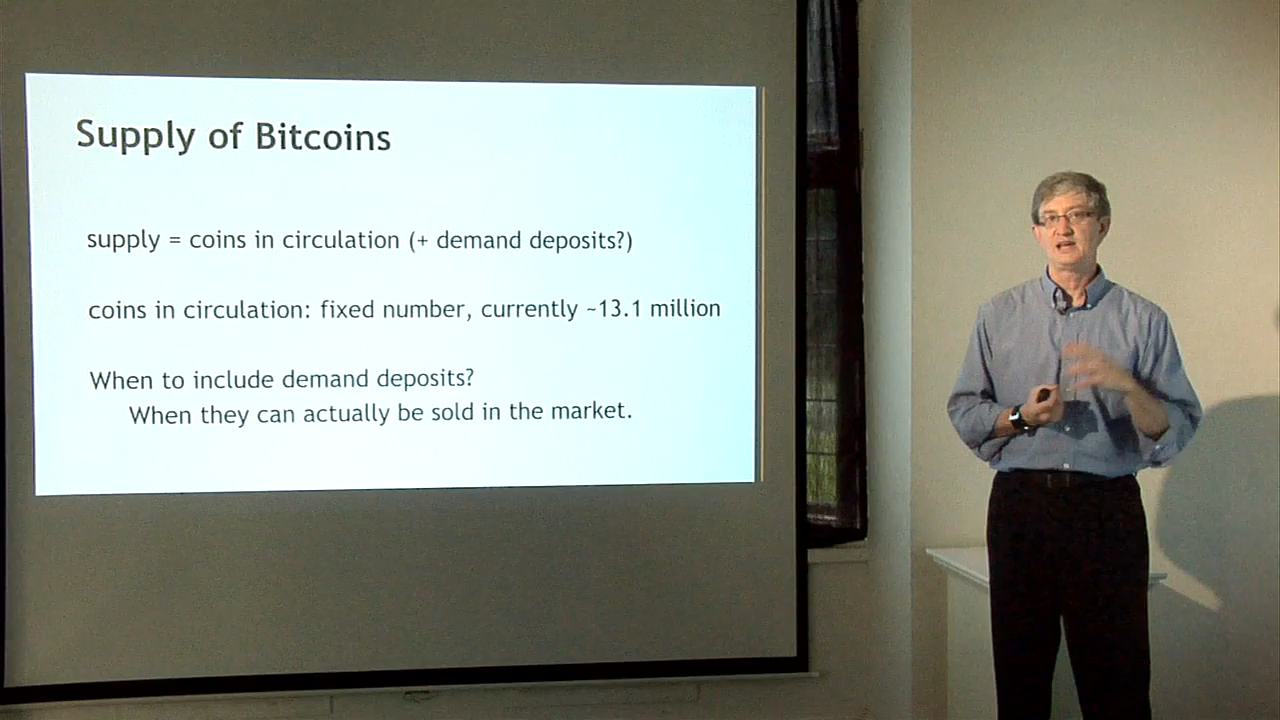 Supply of Bitcoins
supply = coins in circulation (+ demand deposits?)
coins in circulation: fixed number, currently ~13.1 million
When to include demand deposits?
When they can actually be sold in the market.